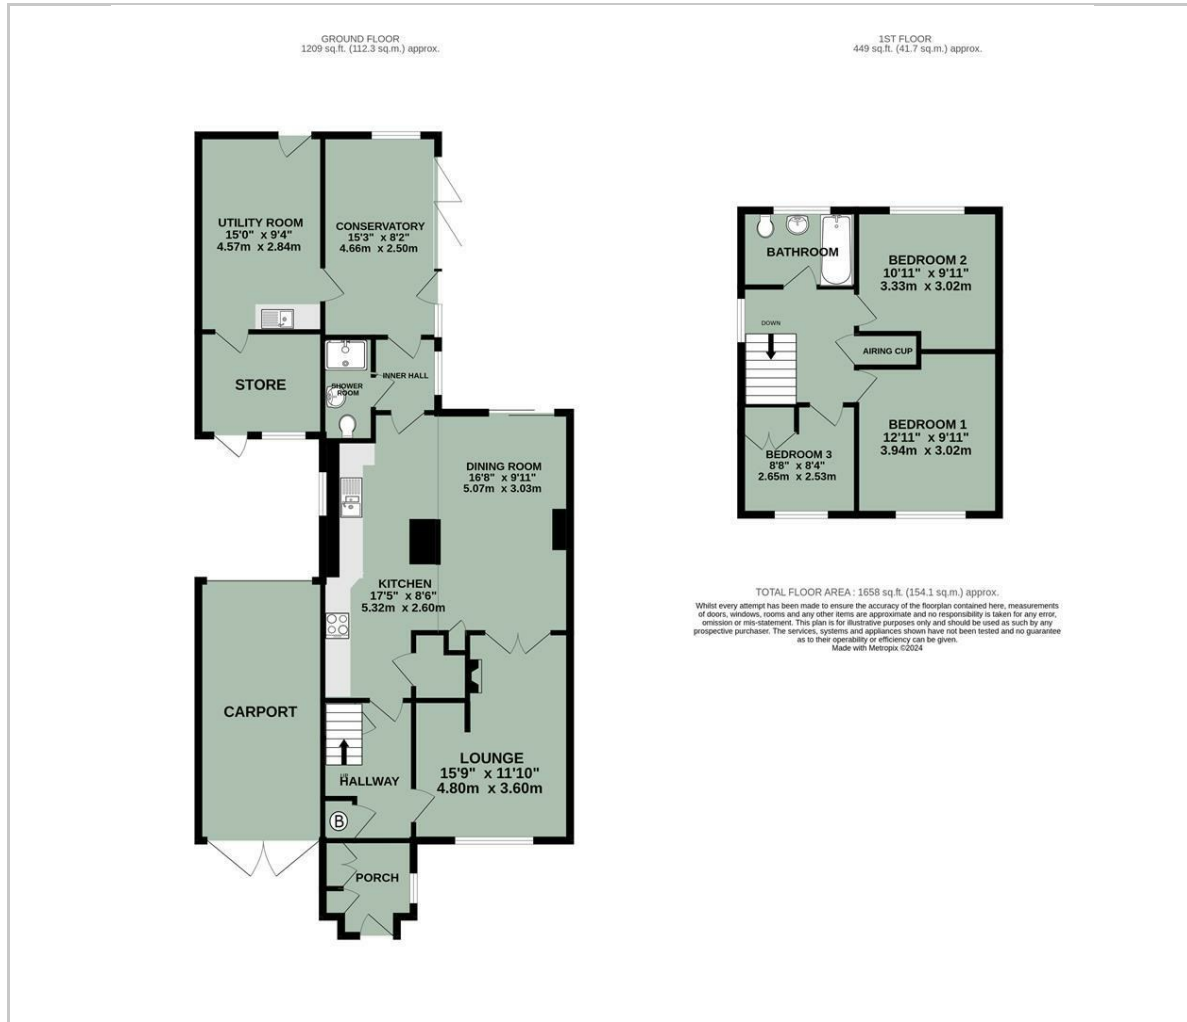 GROUND FLOOR
1209 sq.ft. (112.3 sq.m.) approx.
1ST FLOOR
449 sq.ft. (41.7 sq.m.) approx.
UTILITY ROOM
15'0" x 9'4"
4.57m x 2.84m
CONSERVATORY
15'3" x 8'2"
4.66m x 2.50m
STORE
SHOWER
ROOM
INNER HALL
DINING ROOM
16'8" x 9'11"
5.07m x 3.03m
KITCHEN
17'5" x 8'6"
5.32m x 2.60m
CARPORT
LOUNGE
15'9" x 11'10"
4.80m x 3.60m
UP
HALLWAY
B
PORCH
BATHROOM
BEDROOM 2
10'11" x 9'11"
3.33m x 3.02m
DOWN
AIRING CUP
BEDROOM 1
12'11" x 9'11"
3.94m x 3.02m
BEDROOM 3
8'8" x 8'4"
2.65m x 2.53m
TOTAL FLOOR AREA : 1658 sq.ft. (154.1 sq.m.) approx.
Whilst every attempt has been made to ensure the accuracy of the floorplan contained here, measurements
of doors, windows, rooms and any other items are approximate and no responsibility is taken for any error,
omission or mis-statement. This plan is for illustrative purposes only and should be used as such by any
prospective purchaser. The services, systems and appliances shown have not been tested and no guarantee
as to their operability or efficiency can be given.
Made with Metropix ©2024